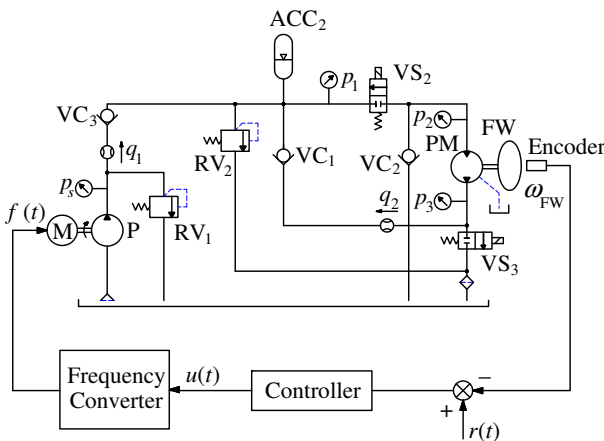 ACC₂
p₁
VS₂
VC₃
q₁
RV₂
VC₁
VC₂
p₂
PM
FW
Encoder
ω_FW
pₛ
f(t)
M
P
RV₁
q₂
p₃
VS₃
Frequency
Converter
u(t)
Controller
−
+
r(t)